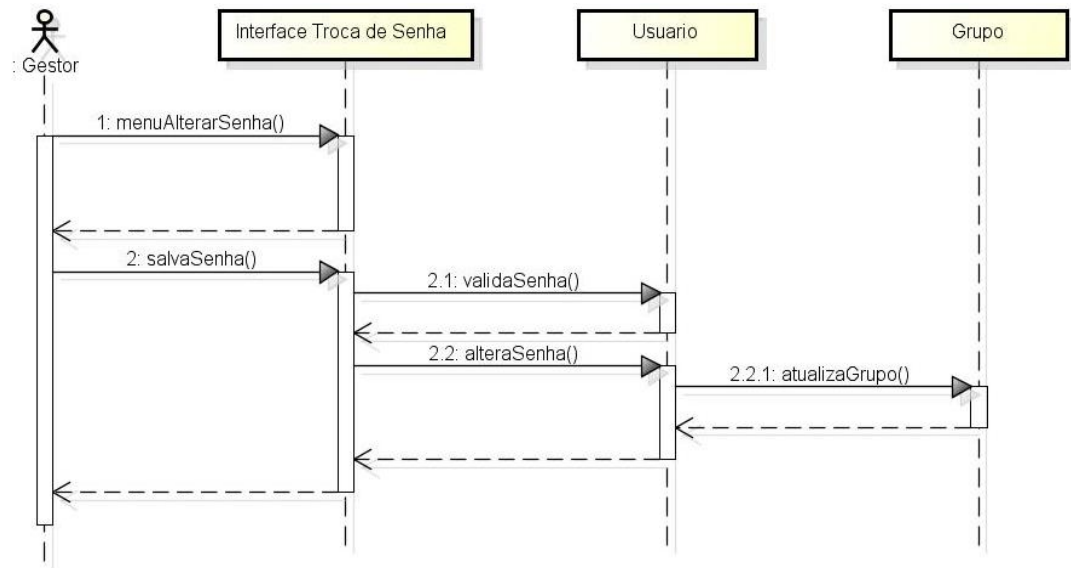 Interface Troca de Senha
Usuario
Grupo
: Gestor
1: menuAlterarSenha()
2: salvaSenha()
2.1: validaSenha()
2.2: alteraSenha()
2.2.1: atualizaGrupo()